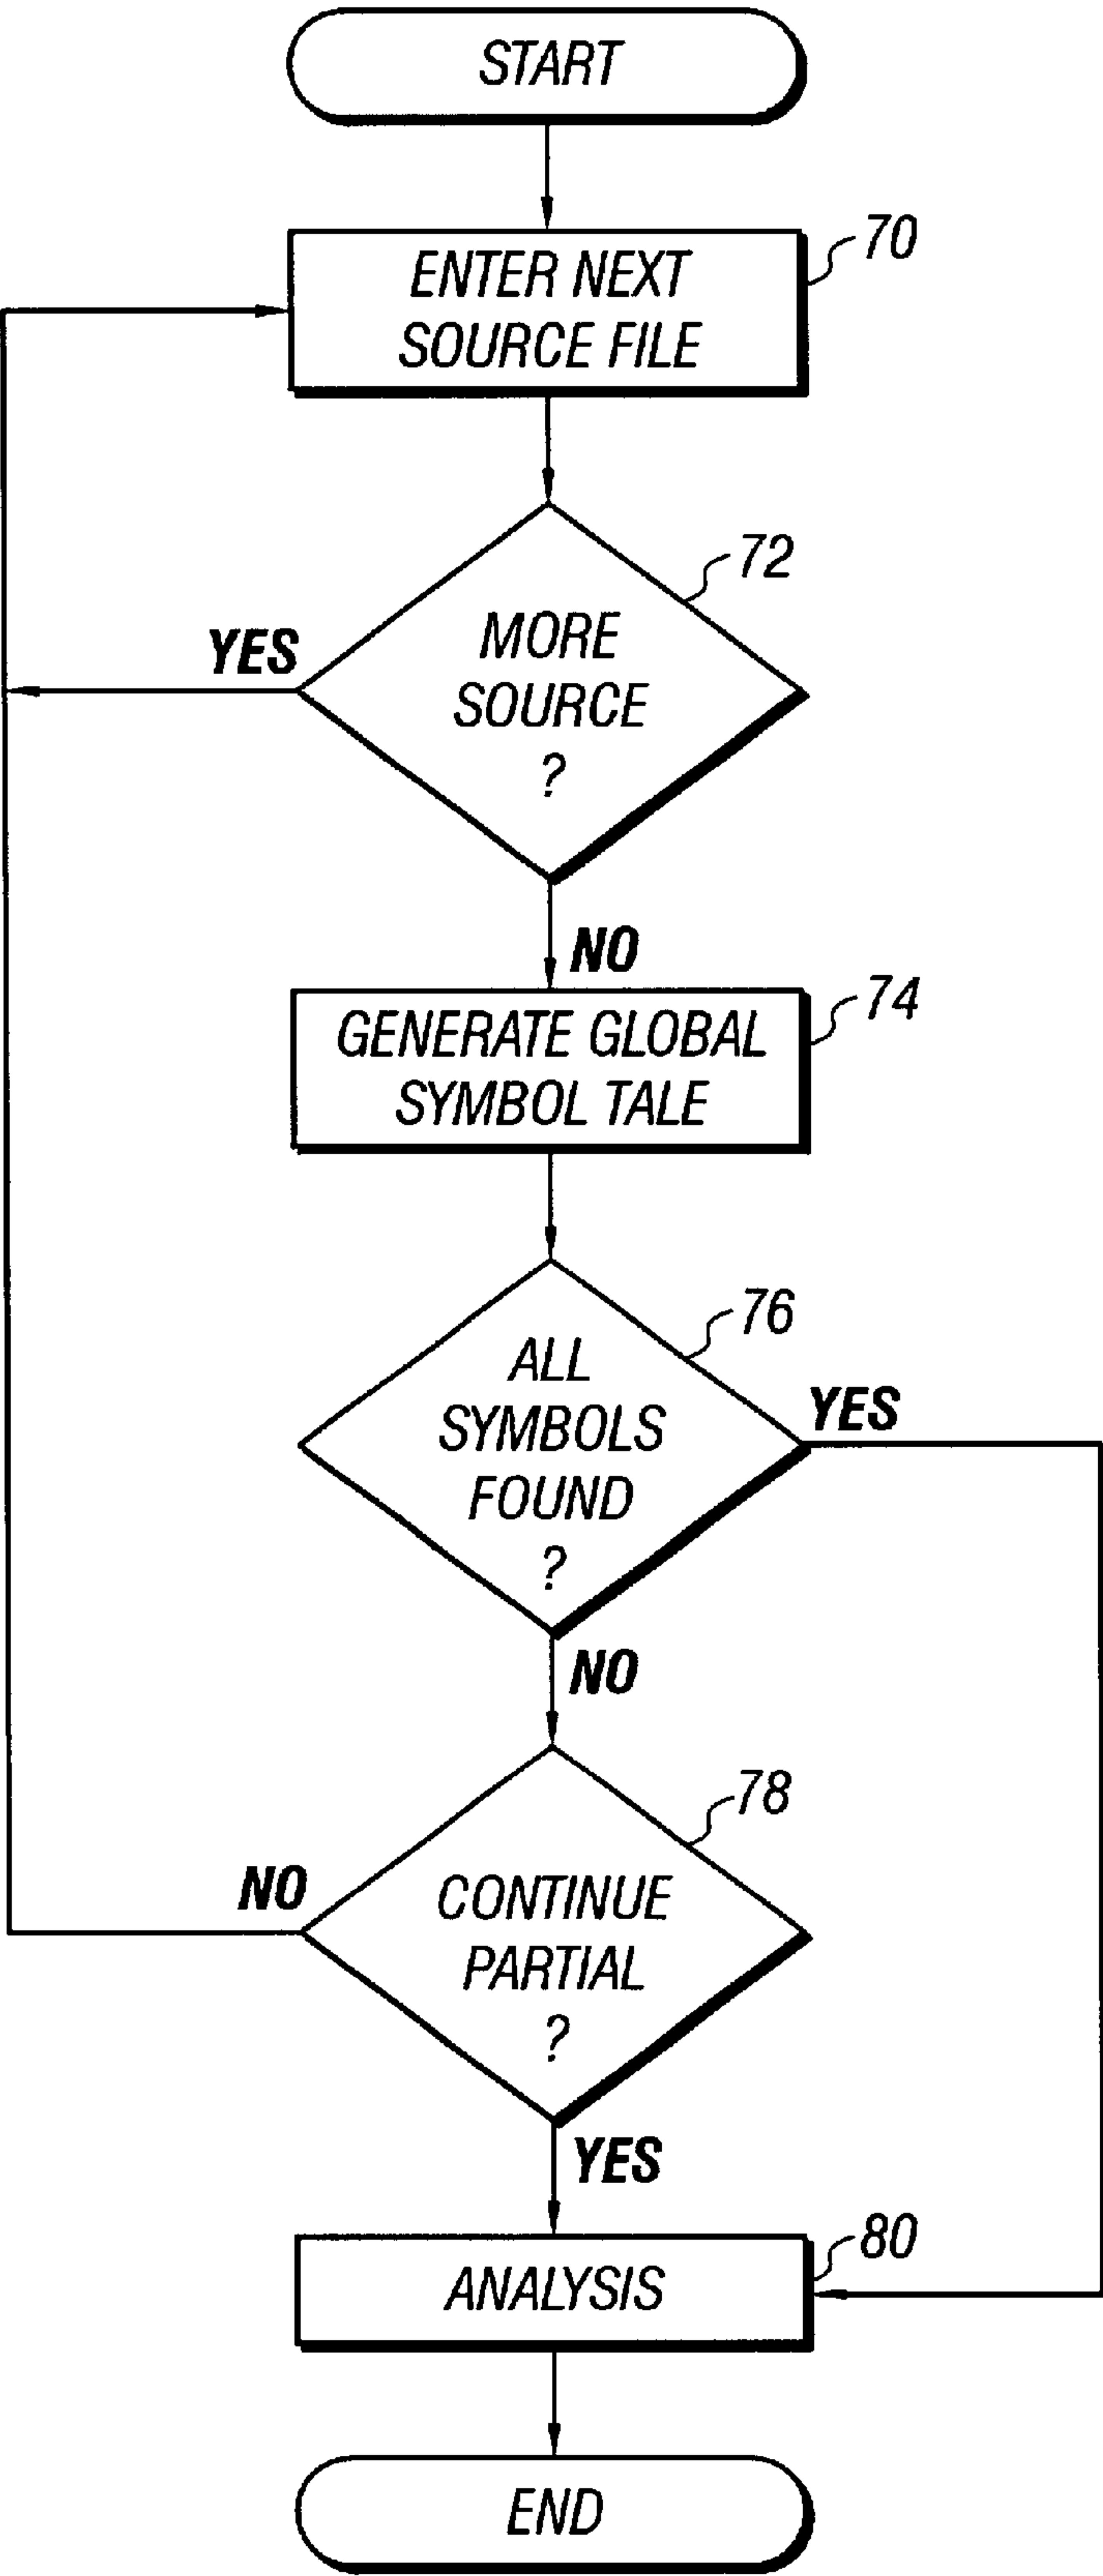 START
70
ENTER NEXT
SOURCE FILE
72
MORE
SOURCE
?
YES
NO
74
GENERATE GLOBAL
SYMBOL TALE
76
ALL
SYMBOLS
FOUND
?
YES
NO
78
CONTINUE
PARTIAL
?
NO
YES
80
ANALYSIS
END